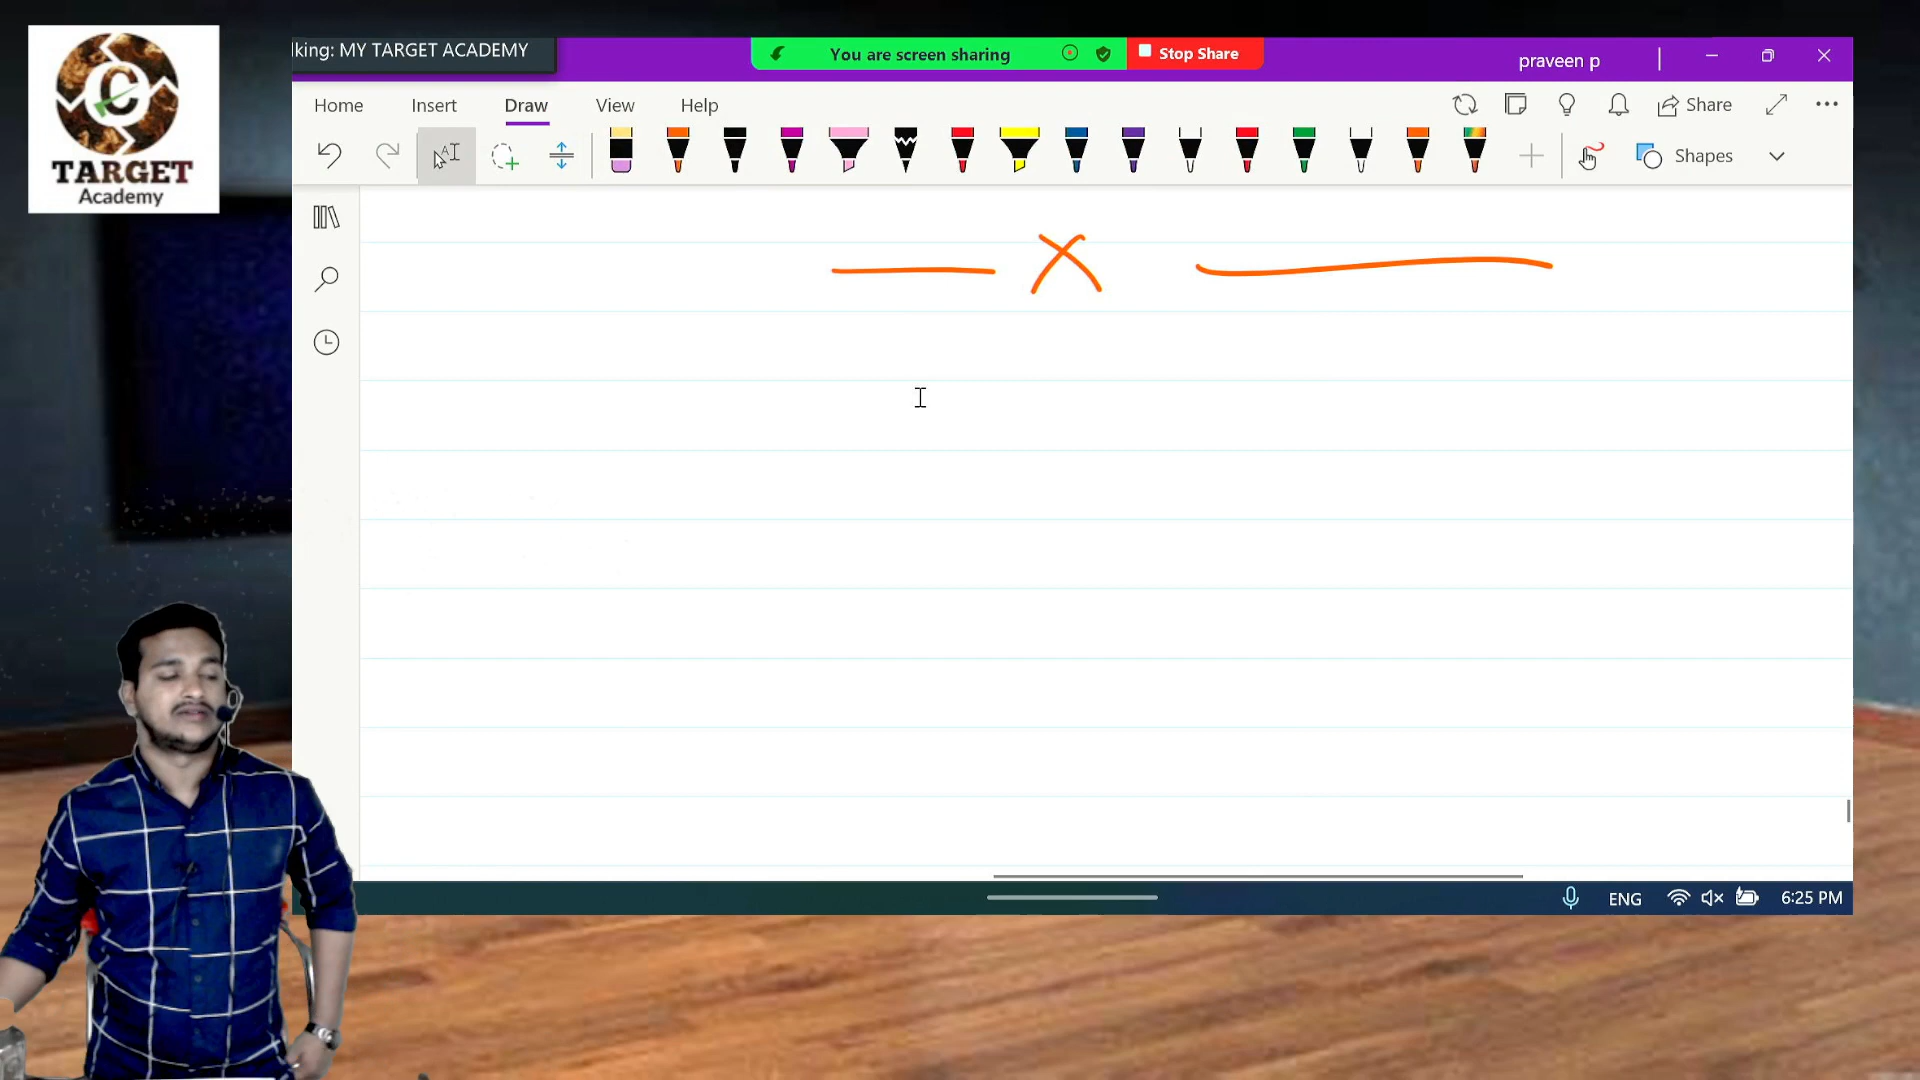 C
TARGET
Academy
lking: MY TARGET ACADEMY
You are screen sharing
Stop Share
praveen p
Home Insert Draw View Help
Share
Shapes
X
ENG 6:25 PM